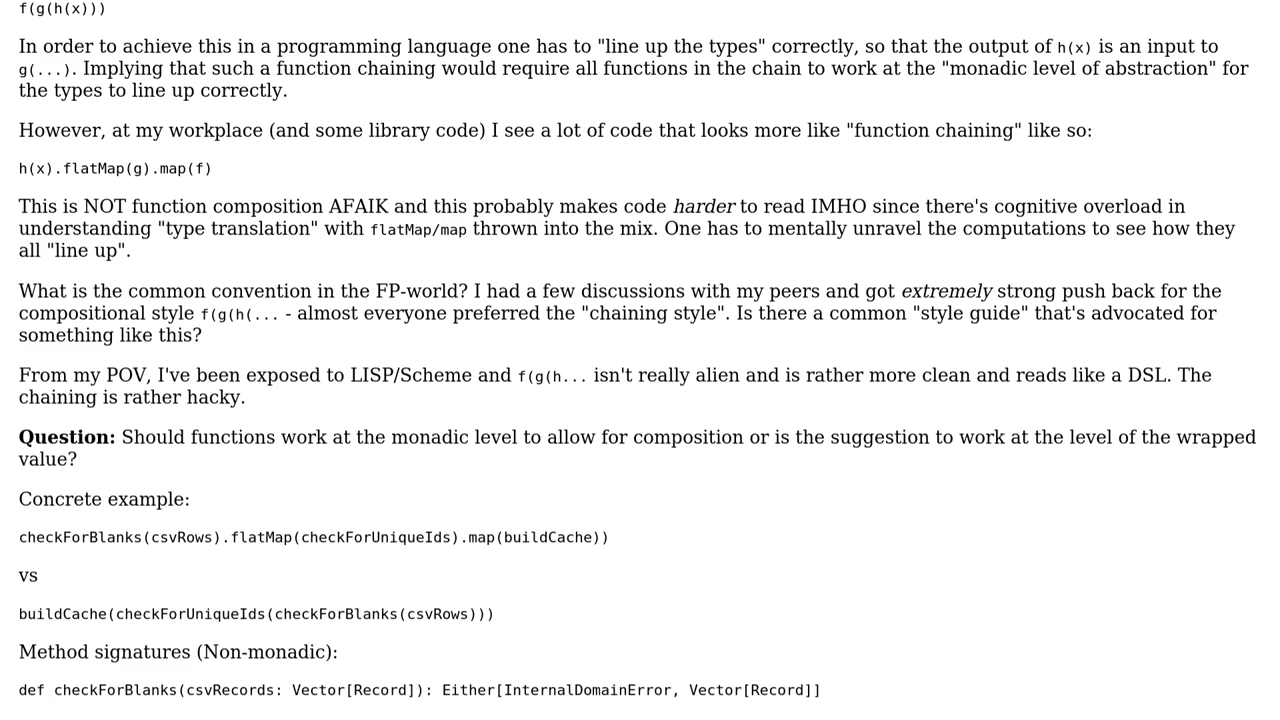 f(g(h(x)))
In order to achieve this in a programming language one has to "line up the types" correctly, so that the output of h(x) is an input to
g(...). Implying that such a function chaining would require all functions in the chain to work at the "monadic level of abstraction" for
the types to line up correctly.
However, at my workplace (and some library code) I see a lot of code that looks more like "function chaining" like so:
h(x).flatMap(g).map(f)
This is NOT function composition AFAIK and this probably makes code harder to read IMHO since there's cognitive overload in
understanding "type translation" with flatMap/map thrown into the mix. One has to mentally unravel the computations to see how they
all "line up".
What is the common convention in the FP-world? I had a few discussions with my peers and got extremely strong push back for the
compositional style f(g(h(... - almost everyone preferred the "chaining style". Is there a common "style guide" that's advocated for
something like this?
From my POV, I've been exposed to LISP/Scheme and f(g(h... isn't really alien and is rather more clean and reads like a DSL. The
chaining is rather hacky.
Question: Should functions work at the monadic level to allow for composition or is the suggestion to work at the level of the wrapped
value?
Concrete example:
checkForBlanks(csvRows).flatMap(checkForUniqueIds).map(buildCache))
vs
buildCache(checkForUniqueIds(checkForBlanks(csvRows)))
Method signatures (Non-monadic):
def checkForBlanks(csvRecords: Vector[Record]): Either[InternalDomainError, Vector[Record]]